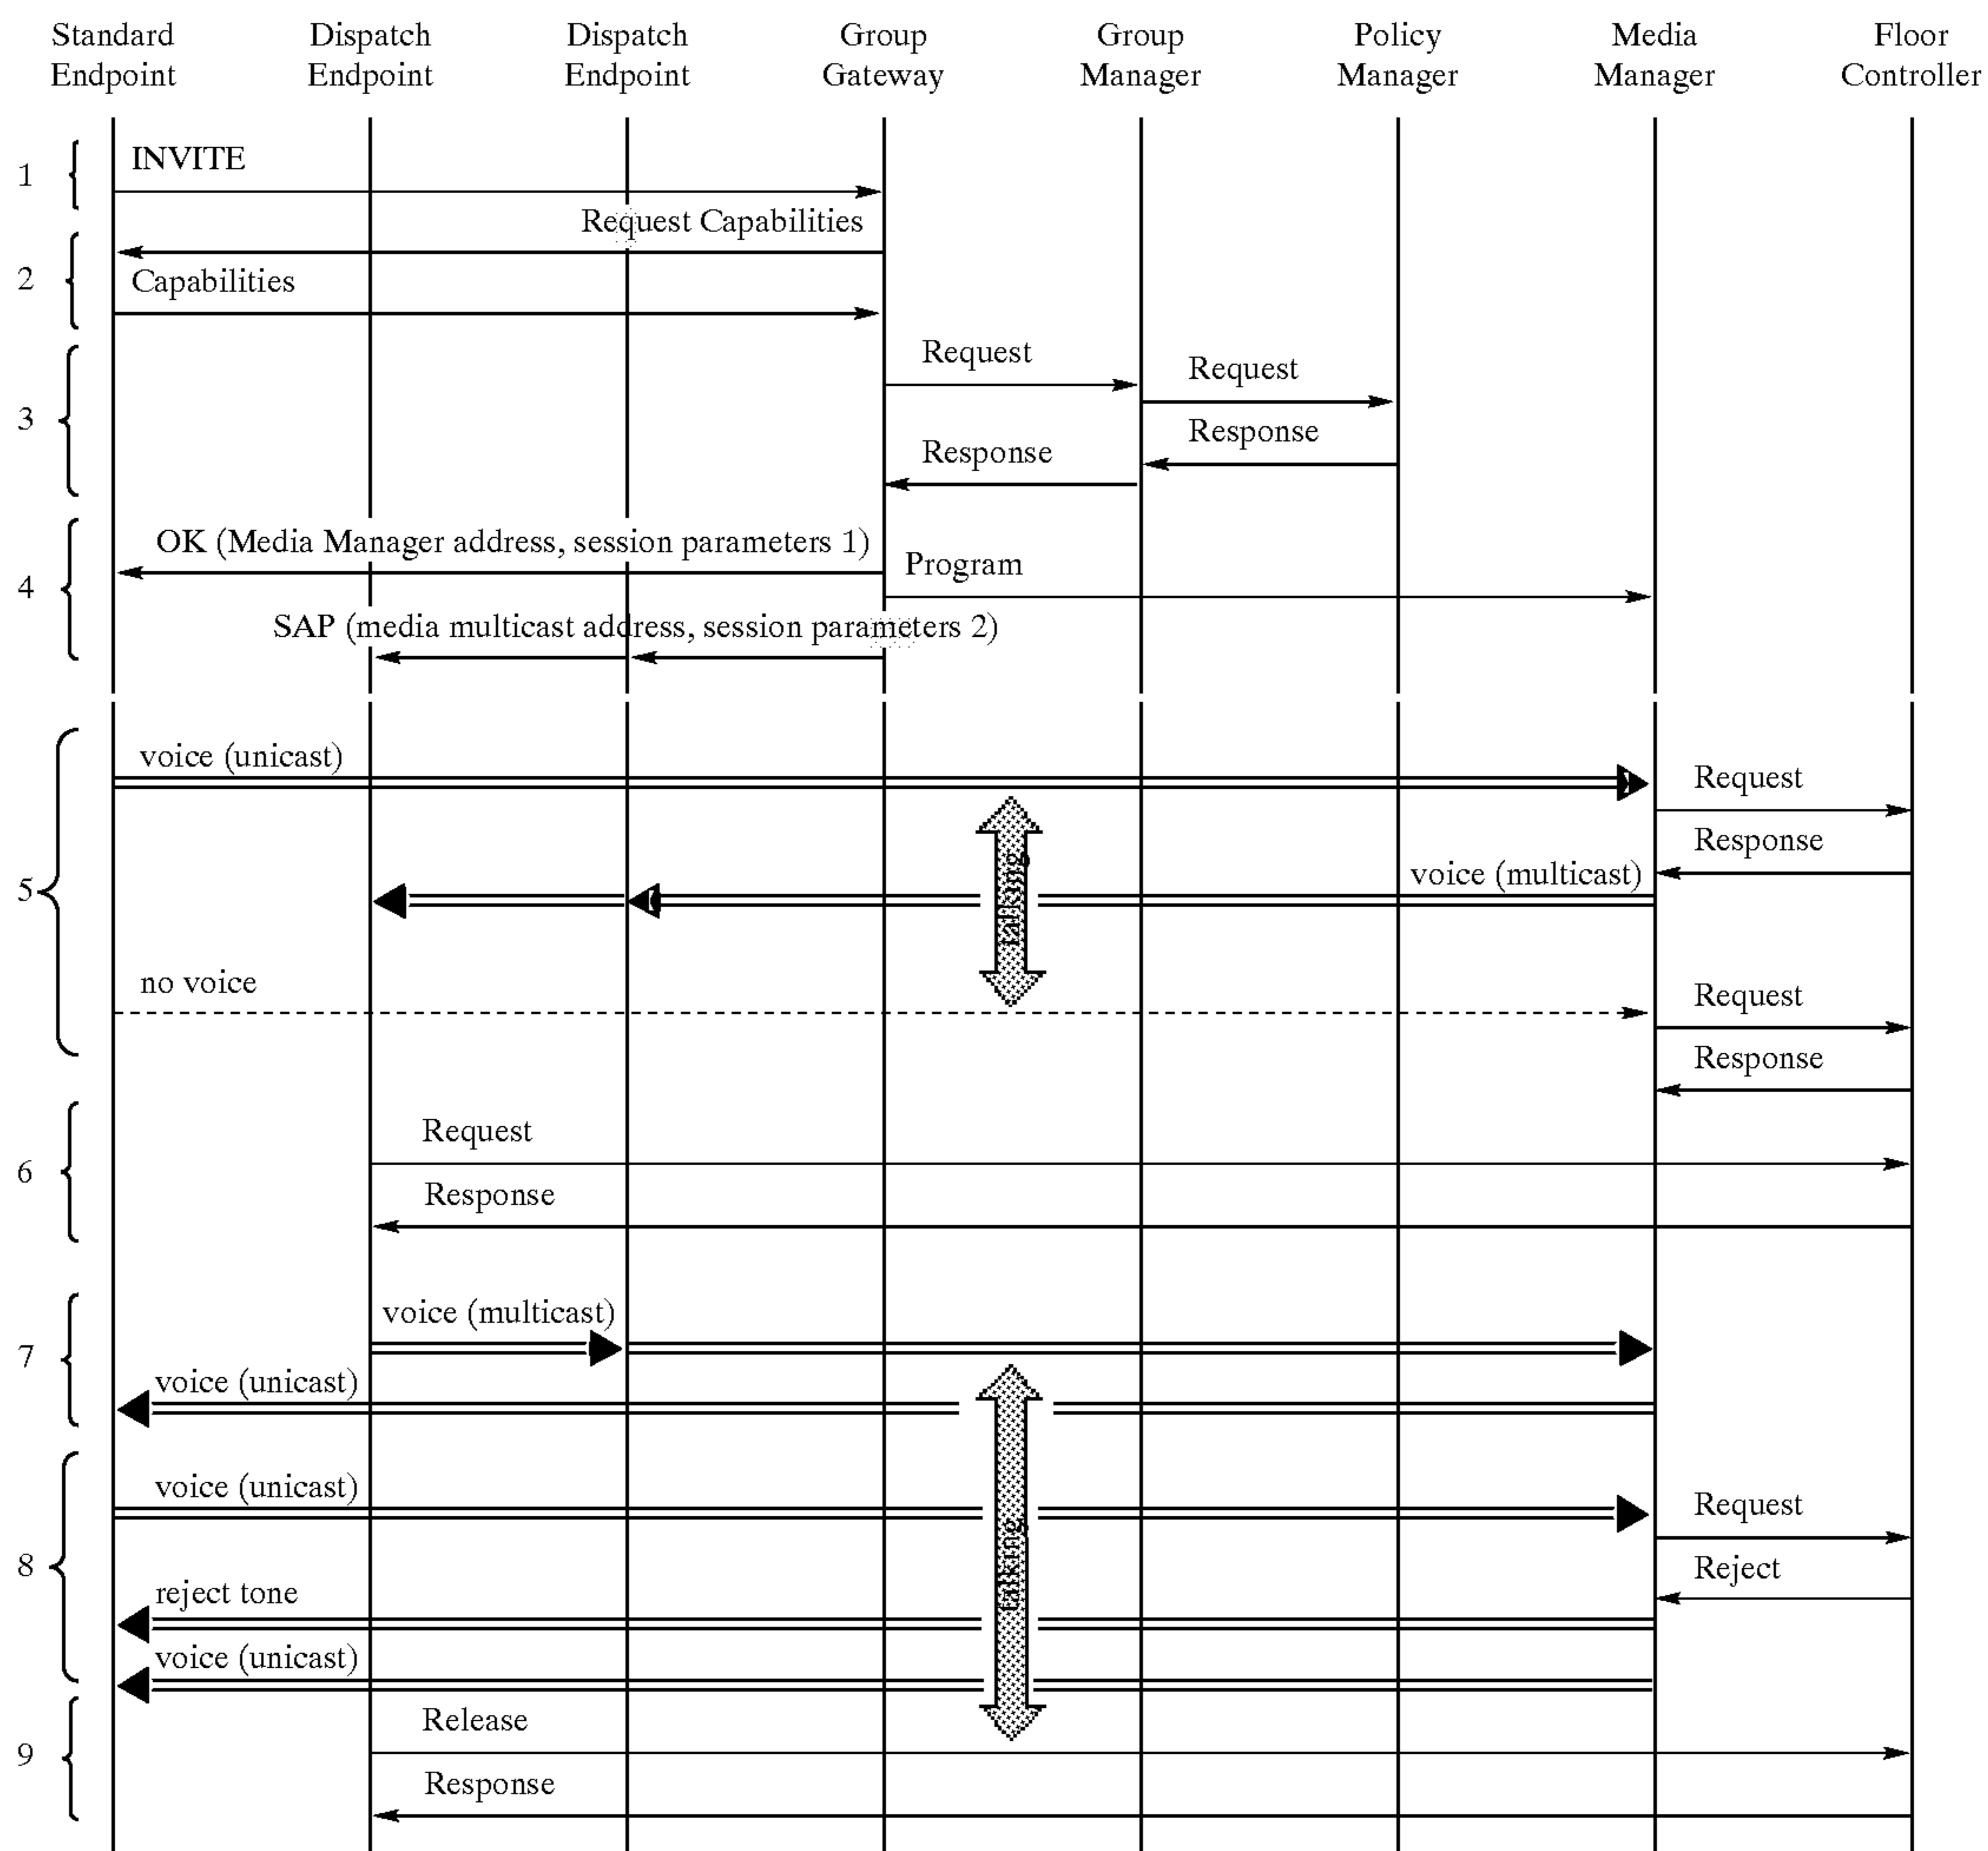 Standard Endpoint
Dispatch Endpoint
Dispatch Endpoint
Group Gateway
Group Manager
Policy Manager
Media Manager
Floor Controller
1
INVITE
Request Capabilities
2
Capabilities
Request
Request
3
Response
Response
OK (Media Manager address, session parameters 1)
Program
4
SAP (media multicast address, session parameters 2)
voice (unicast)
Request
Response
voice (multicast)
5
talking
no voice
Request
Response
Request
6
Response
voice (multicast)
7
voice (unicast)
voice (unicast)
Request
8
Reject
talking
reject tone
voice (unicast)
Release
9
Response